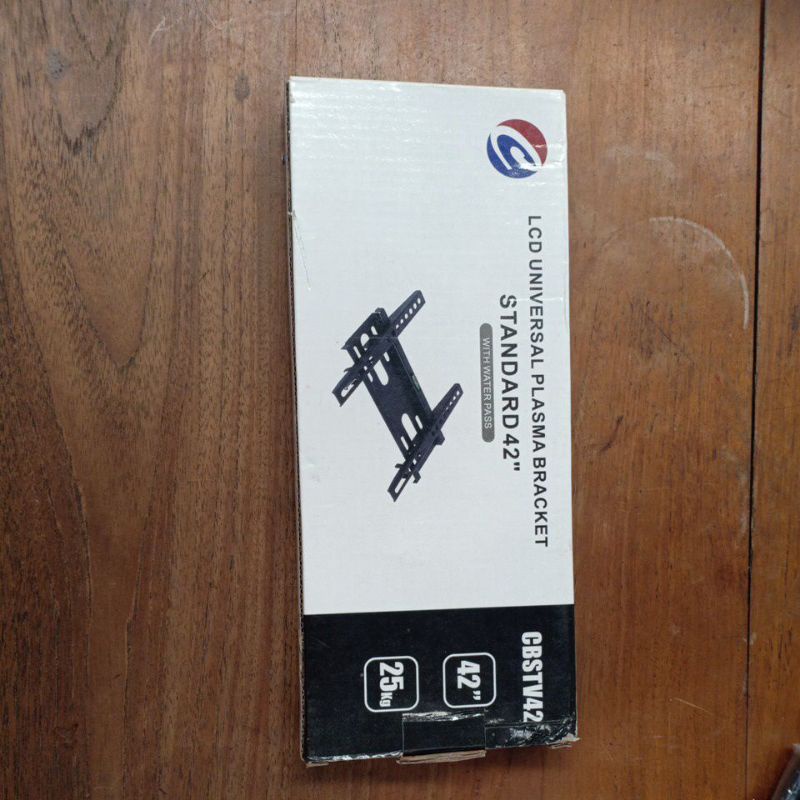 LCD UNIVERSAL PLASMA BRACKET
STANDARD 42"
WITH WATER PASS
CBSTV42
42”
25Kg